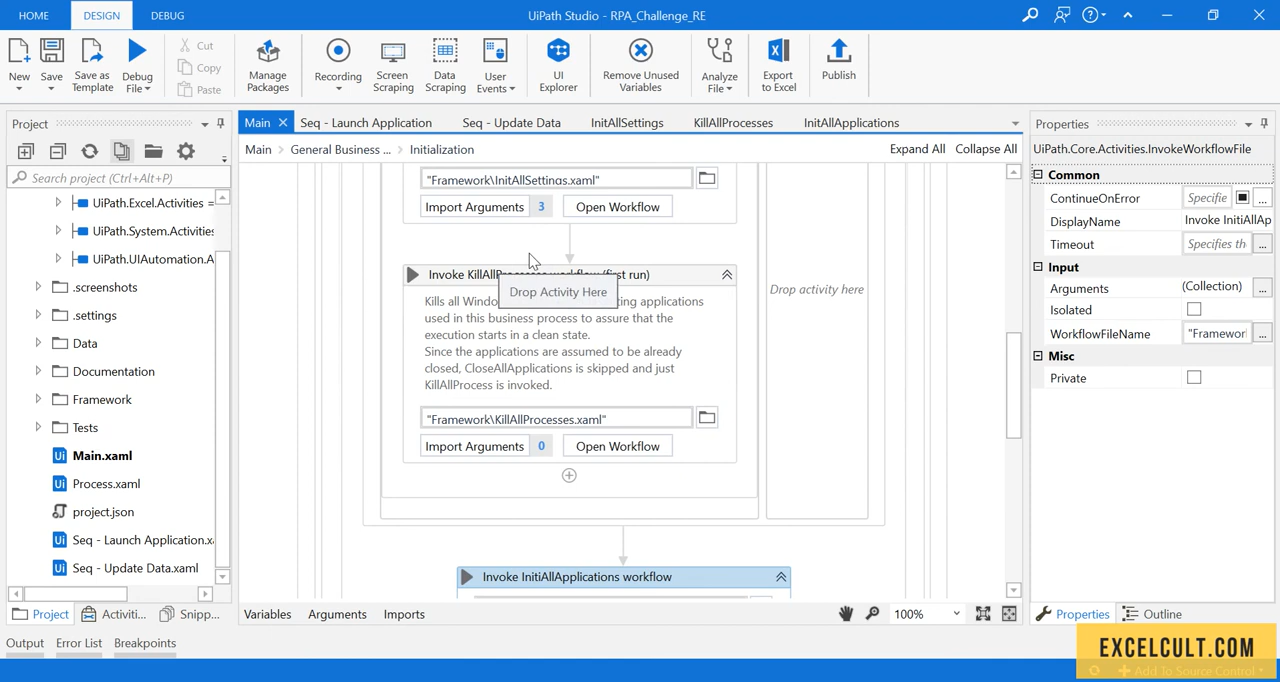 HOME DESIGN DEBUG
UiPath Studio - RPA_Challenge_RE
New Save Save as Template Debug File
Cut
Copy
Paste
Manage Packages
Recording
Screen Scraping
Data Scraping
User Events
UI Explorer
Remove Unused Variables
Analyze File
Export to Excel
Publish
Project
Main Seq - Launch Application Seq - Update Data InitAllSettings KillAllProcesses InitAllApplications
Main > General Business ... > Initialization
Expand All Collapse All
Search project (Ctrl+Alt+P)
UiPath.Excel.Activities =
UiPath.System.Activities
UiPath.UIAutomation.A
.screenshots
.settings
Data
Documentation
Framework
Tests
Main.xaml
Process.xaml
project.json
Seq - Launch Application.xa
Seq - Update Data.xaml
Project Activiti... Snipp...
"Framework\InitAllSettings.xaml"
Import Arguments 3 Open Workflow
Invoke KillAllProcesses workflow (first run)
Drop Activity Here
Kills all Windo
ting applications
used in this business process to assure that the
execution starts in a clean state.
Since the applications are assumed to be already
closed, CloseAllApplications is skipped and just
KillAllProcess is invoked.
"Framework\KillAllProcesses.xaml"
Import Arguments 0 Open Workflow
Drop activity here
Invoke InitiAllApplications workflow
Variables Arguments Imports
100%
Properties
UiPath.Core.Activities.InvokeWorkflowFile
Common
ContinueOnError Specifie ...
DisplayName Invoke InitiAllAp
Timeout Specifies th ...
Input
Arguments (Collection) ...
Isolated
WorkflowFileName "Framewor ...
Misc
Private
Properties Outline
Output Error List Breakpoints
EXCELCULT.COM
Add To Source Control